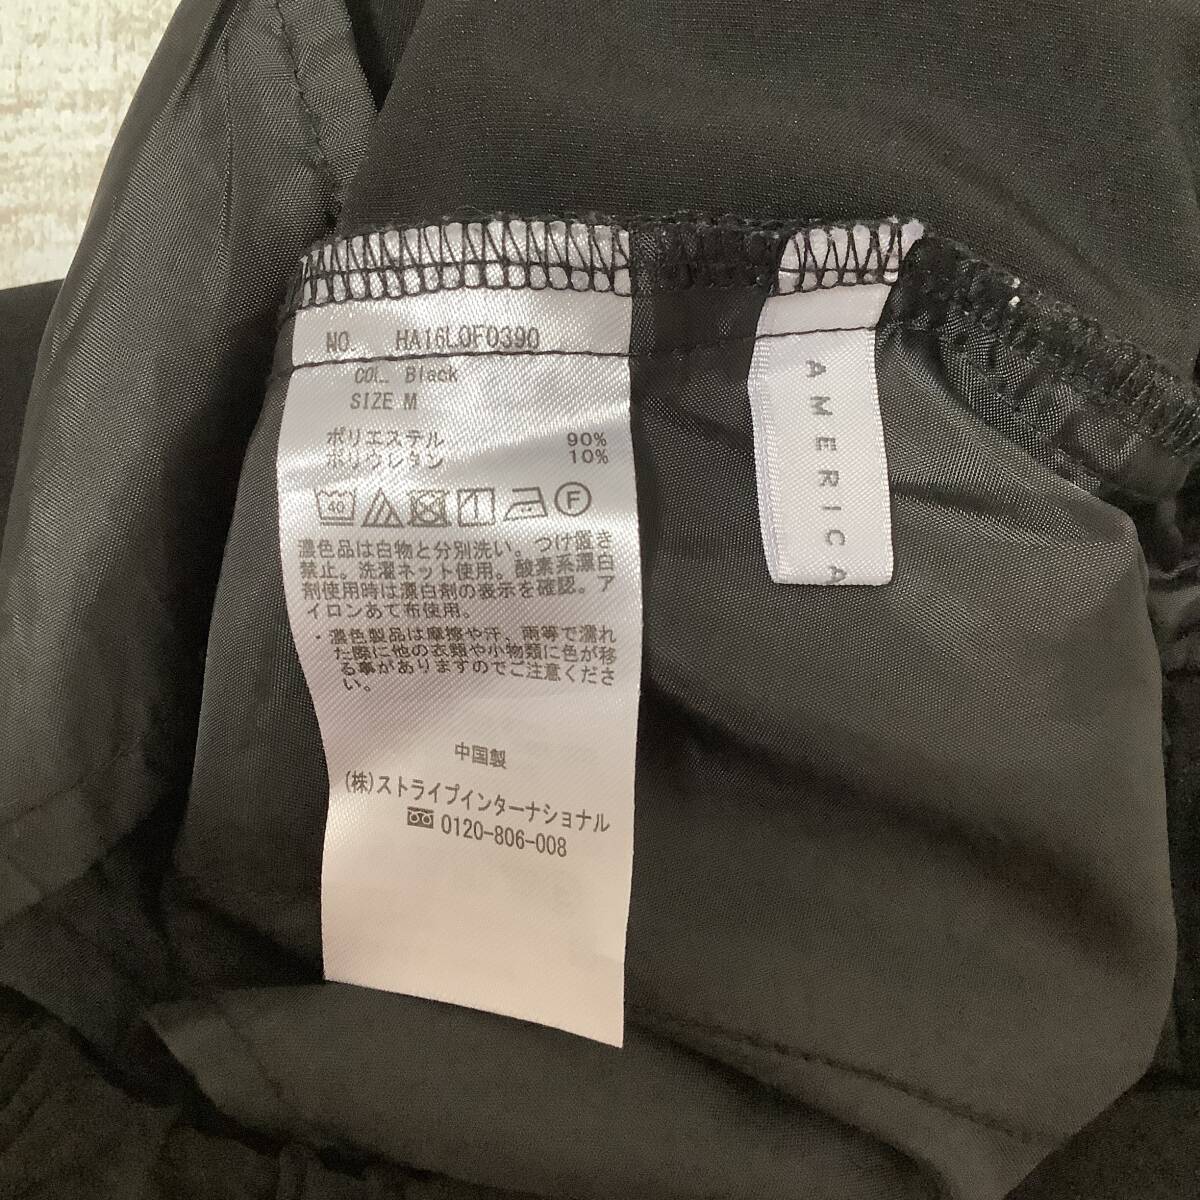 NO. HA16L0F0390
COL. Black
SIZE M
ポリエステル 90%
ポリウレタン 10%
40
F
濃色品は白物と分別洗い。つけ置き
禁止。洗濯ネット使用。酸素系漂白
剤使用時は漂白剤の表示を確認。ア
イロンあて布使用。
・濃色製品は摩擦や汗、雨等で濡れ
た際に他の衣類や小物類に色が移
る事がありますのでご注意くださ
い。
中国製
(株)ストライプインターナショナル
0120-806-008
AMERICA